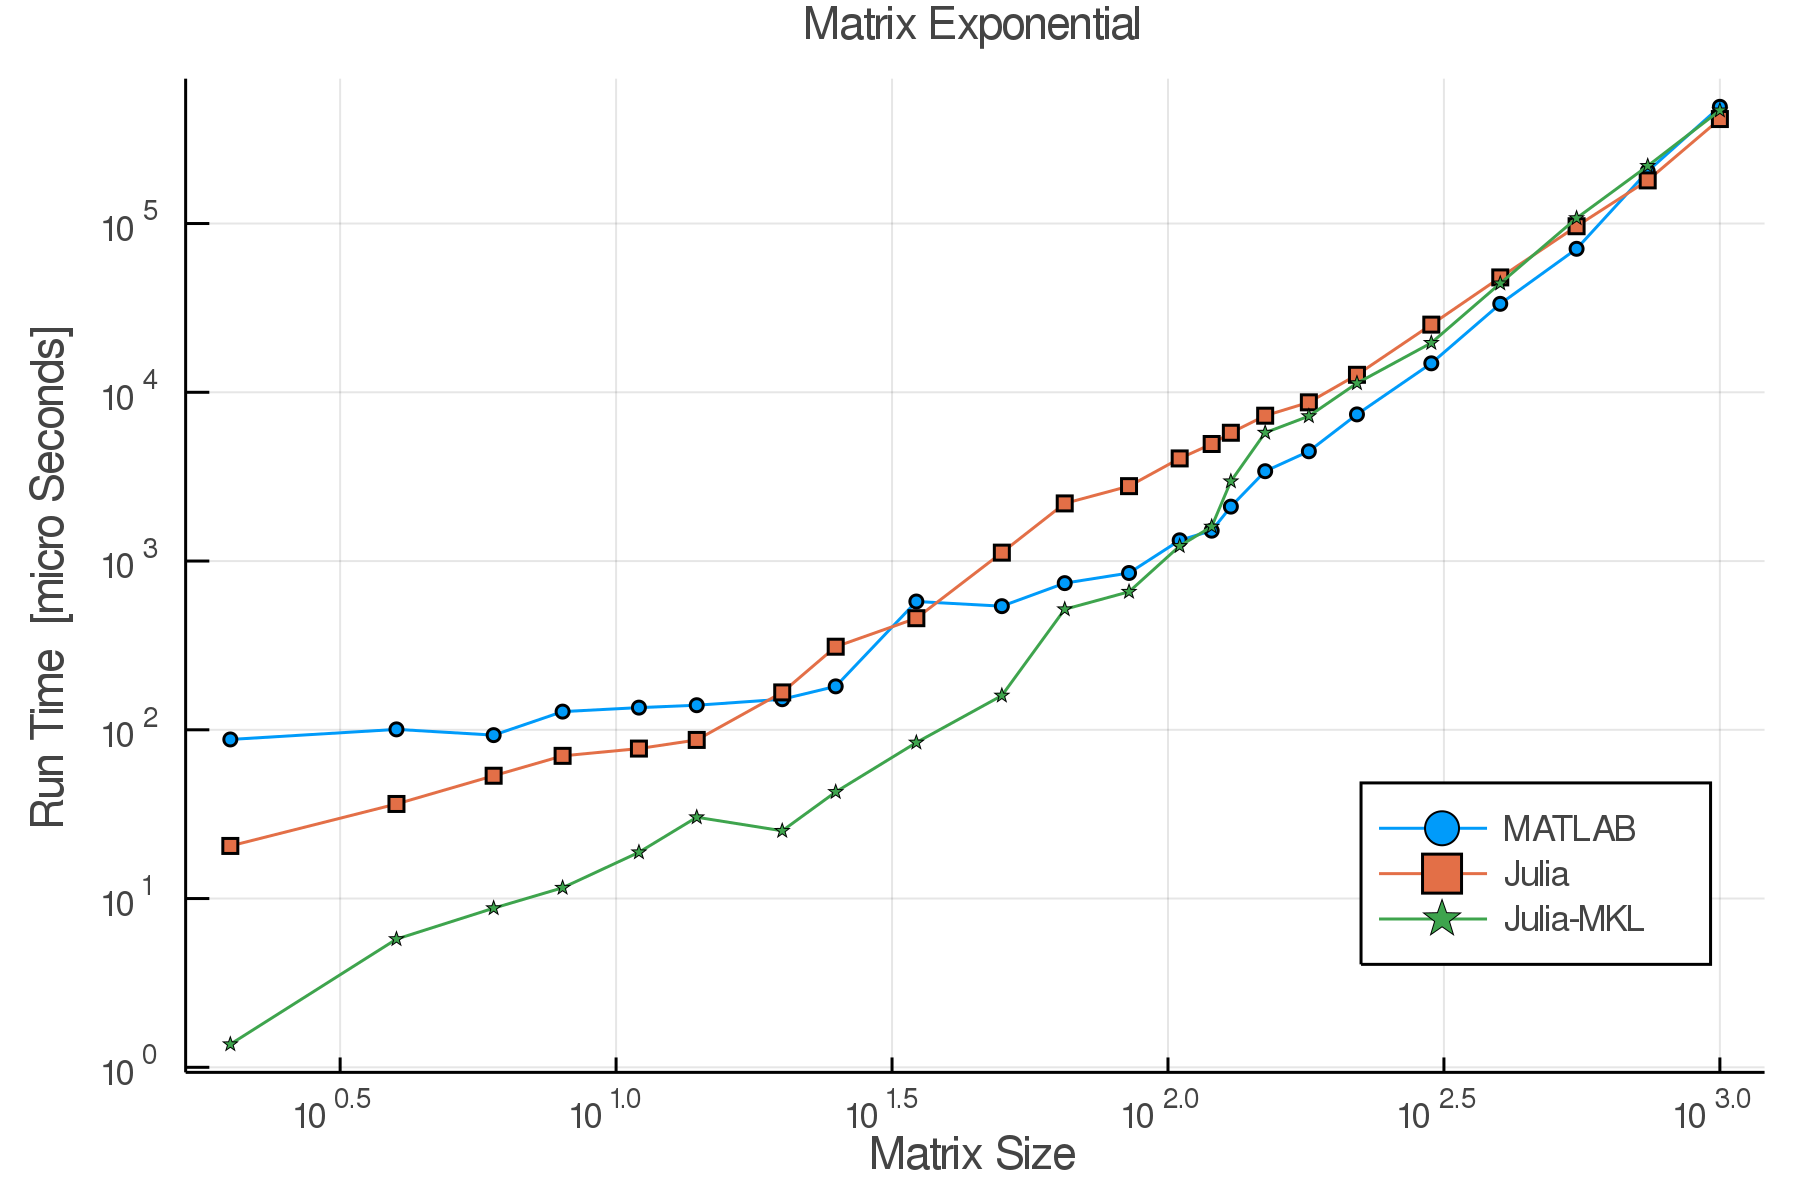 Matrix Exponential
Run Time [micro Seconds]
10^5
10^4
10^3
10^2
10^1
10^0
MATLAB
Julia
Julia-MKL
10^0.5 10^1.0 10^1.5 10^2.0 10^2.5 10^3.0
Matrix Size